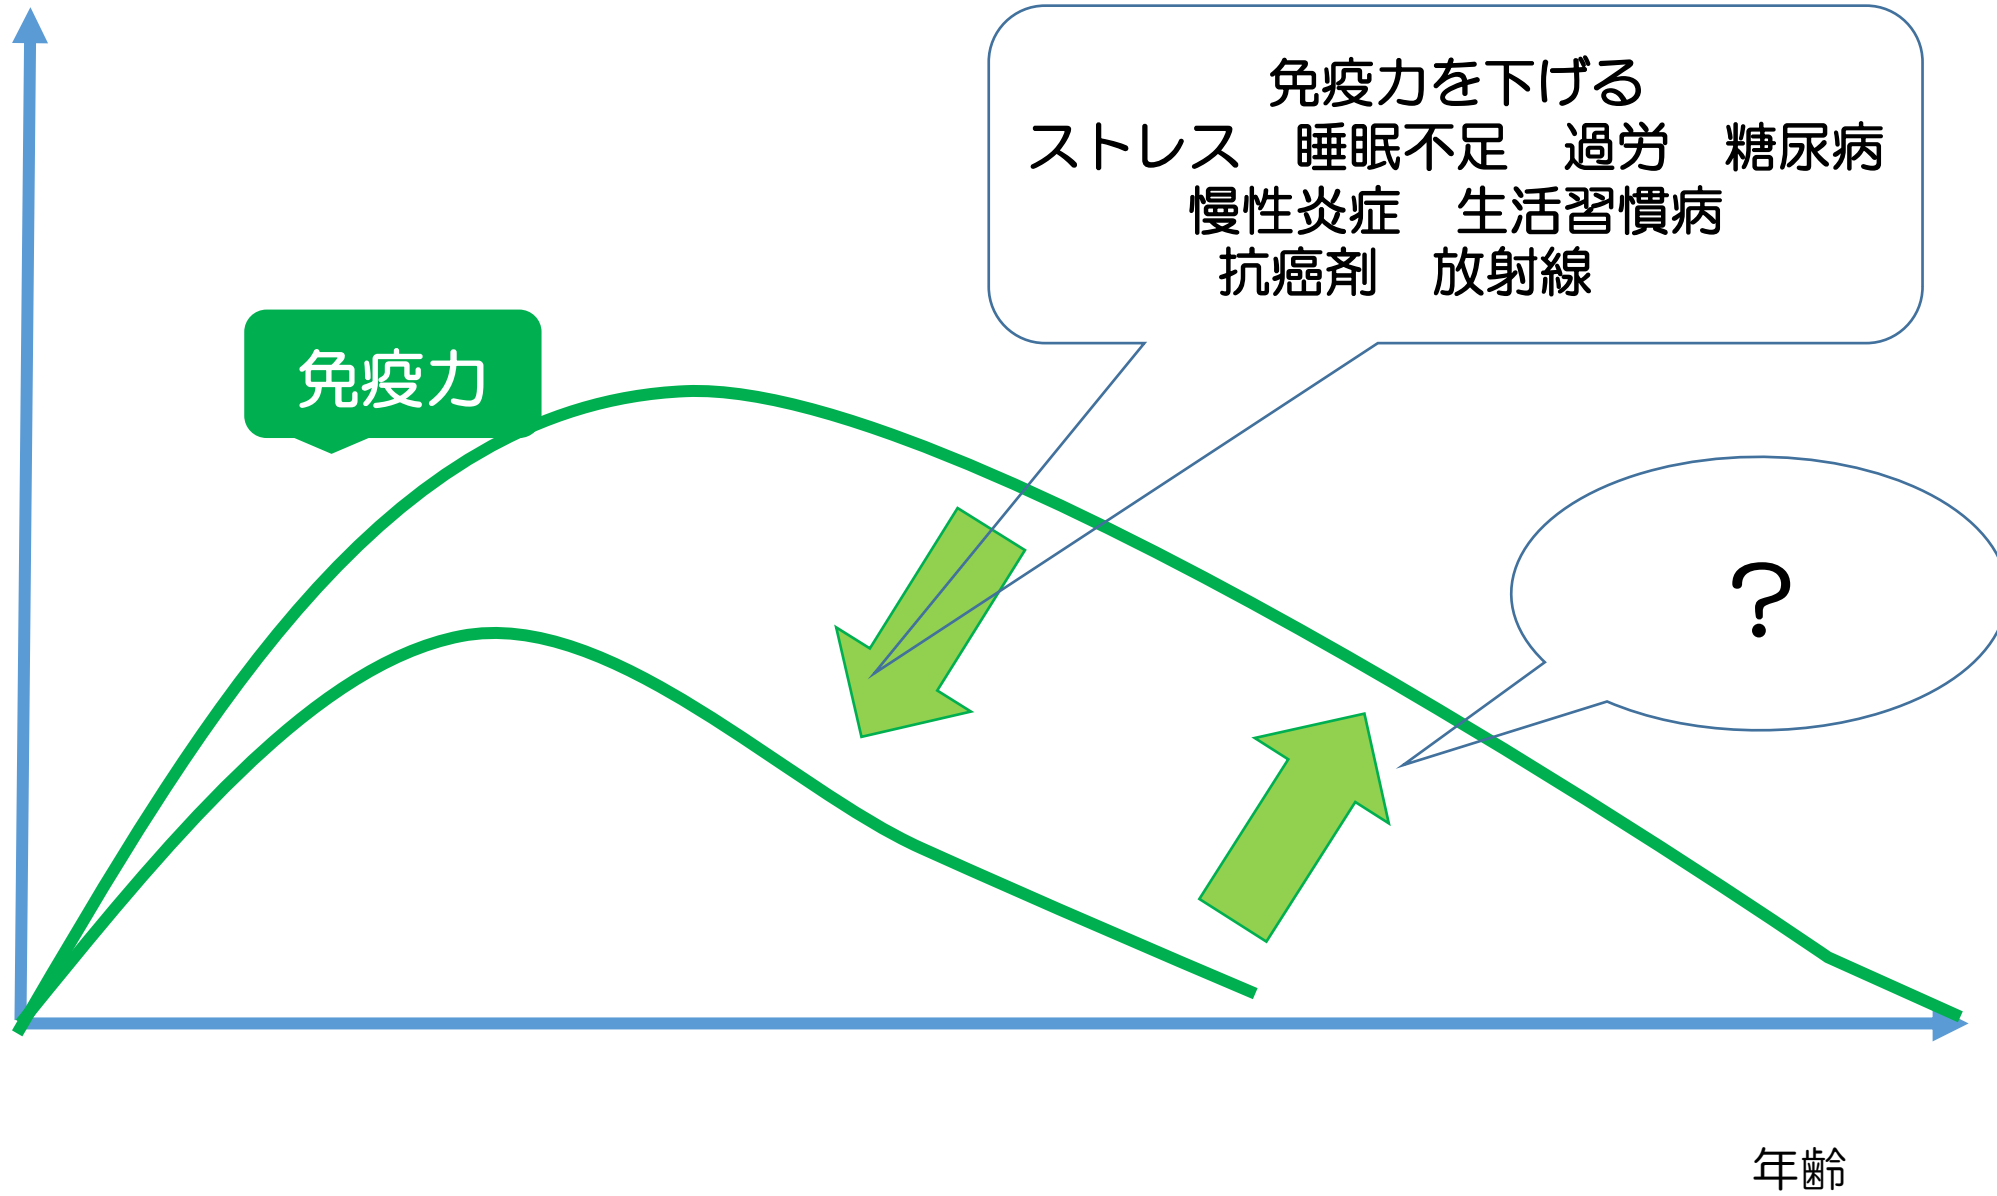 免疫力を下げる
ストレス　睡眠不足　過労　糖尿病
慢性炎症　生活習慣病
抗癌剤　放射線
免疫力
？
年齢